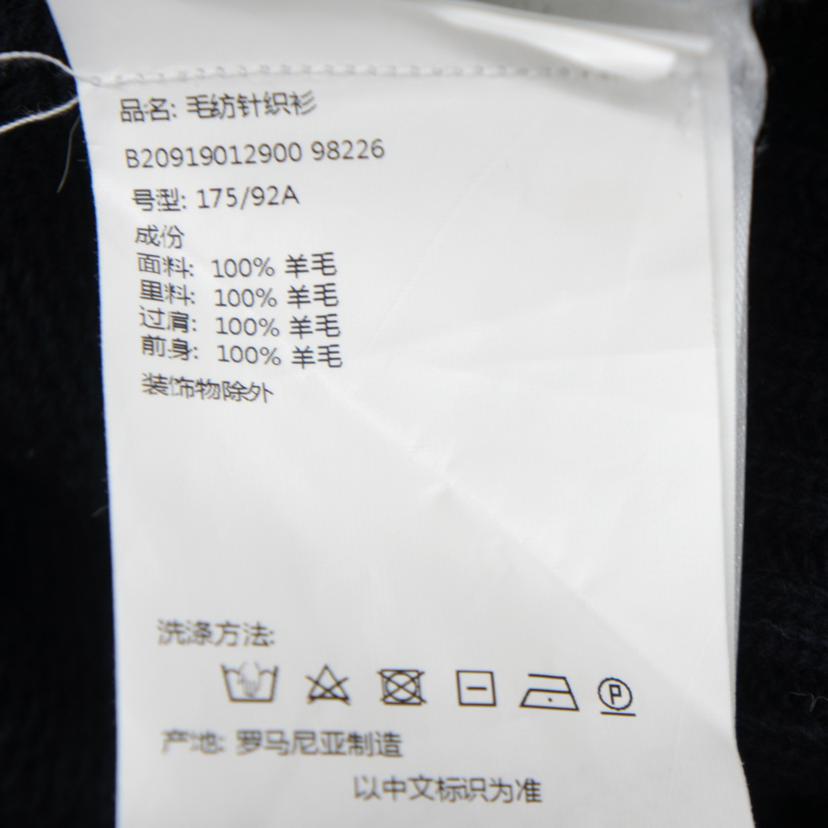 品名: 毛纺针织衫
B20919012900 98226
号型: 175/92A
成份
面料: 100% 羊毛
里料: 100% 羊毛
过肩: 100% 羊毛
前身: 100% 羊毛
装饰物除外
洗涤方法:
P
产地: 罗马尼亚制造
以中文标识为准